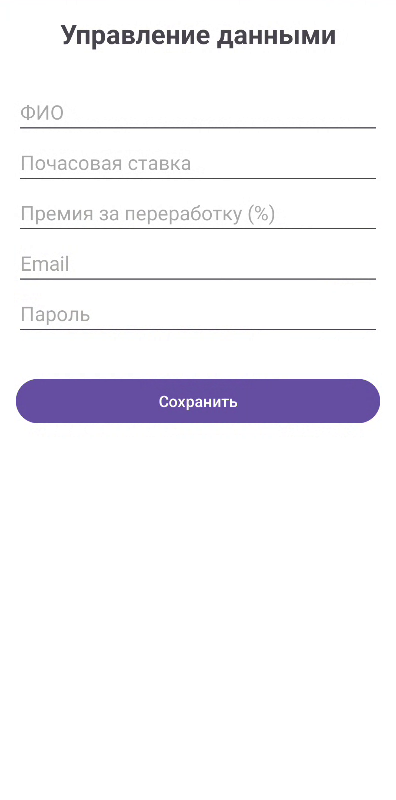 Управление данными
ФИО
Почасовая ставка
Премия за переработку (%)
Email
Пароль
Сохранить